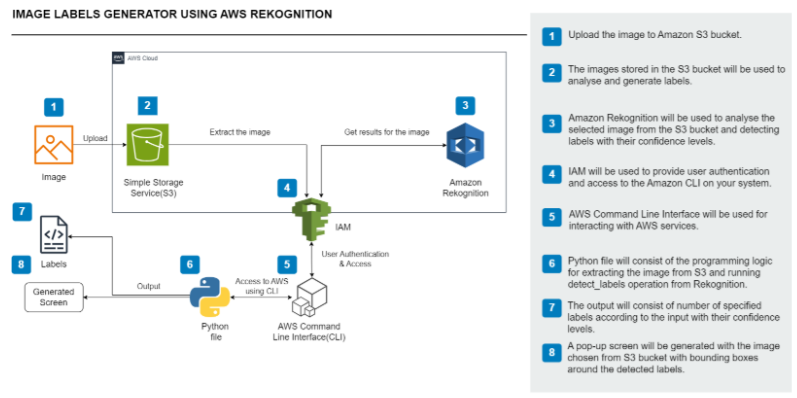 IMAGE LABELS GENERATOR USING AWS REKOGNITION
aws
AWS Cloud
1
2
3
Upload
Extract the image
Get results for the image
Image
Simple Storage
Service(S3)
Amazon
Rekognition
4
IAM
7
Labels
User Authentication
& Access
8
6
5
Generated
Screen
Output
Access to AWS
using CLI
Python
file
AWS Command
Line Interface(CLI)
1
Upload the image to Amazon S3 bucket.
2
The images stored in the S3 bucket will be used to
analyse and generate labels.
3
Amazon Rekognition will be used to analyse the
selected image from the S3 bucket and detecting
labels with their confidence levels.
4
IAM will be used to provide user authentication
and access to the Amazon CLI on your system.
5
AWS Command Line Interface will be used for
interacting with AWS services.
6
Python file will consist of the programming logic
for extracting the image from S3 and running
detect_labels operation from Rekognition.
7
The output will consist of number of specified
labels according to the input with their confidence
levels.
8
A pop-up screen will be generated with the image
chosen from S3 bucket with bounding boxes
around the detected labels.